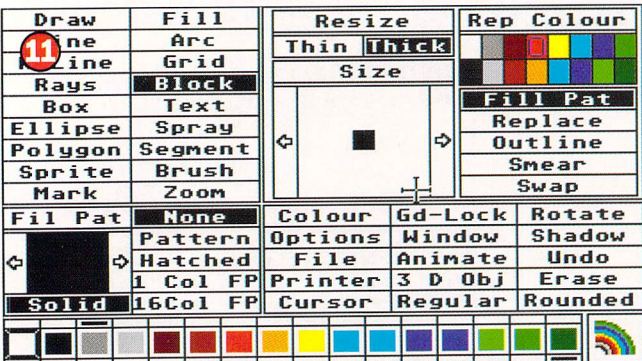 Draw Fill
ine Arc
11
Line Grid
Rays Block
Box Text
Ellipse Spray
Polygon Segment
Sprite Brush
Mark Zoom
Resize
Thin Thick
Size
Rep Colour
Fill Pat
Replace
Outline
Smear
Swap
Fil Pat None
Pattern
Hatched
1 Col FP
Solid 16Col FP
Colour Gd-Lock Rotate
Options Window Shadow
File Animate Undo
Printer 3 D Obj Erase
Cursor Regular Rounded